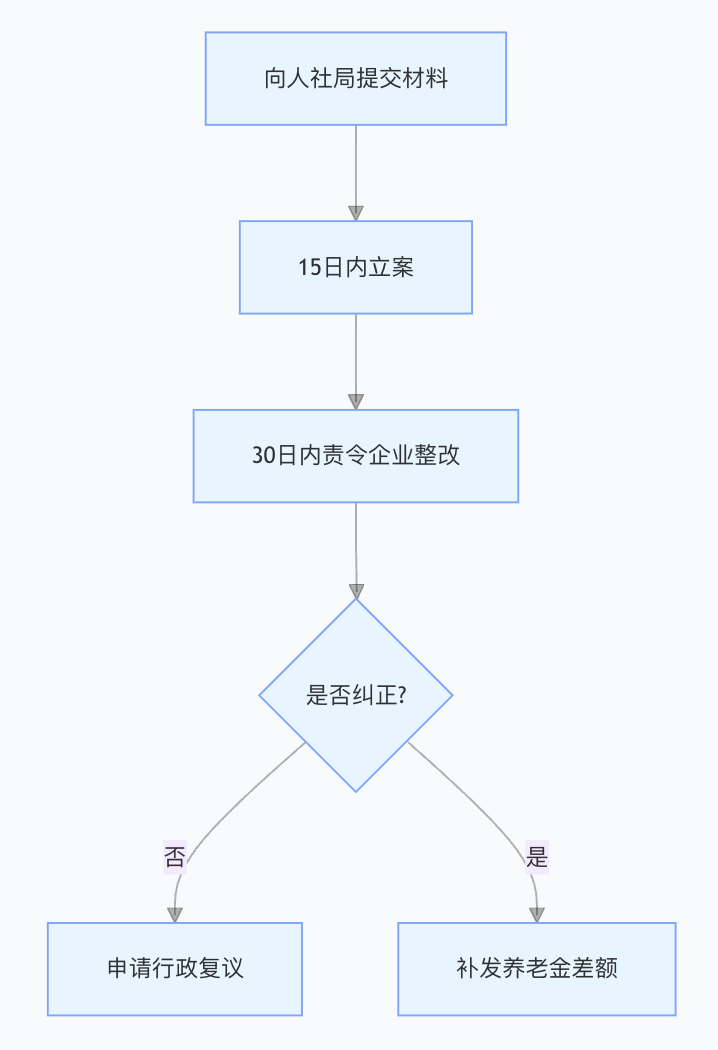 向人社局提交材料
15日内立案
30日内责令企业整改
是否纠正?
否
是
申请行政复议
补发养老金差额